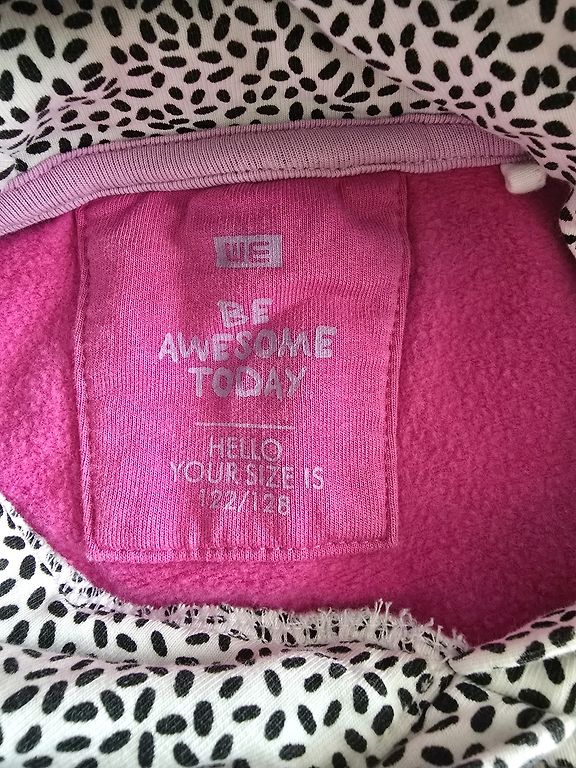 WE
BE
AWESOME
TODAY
HELLO
YOUR SIZE IS
122/128